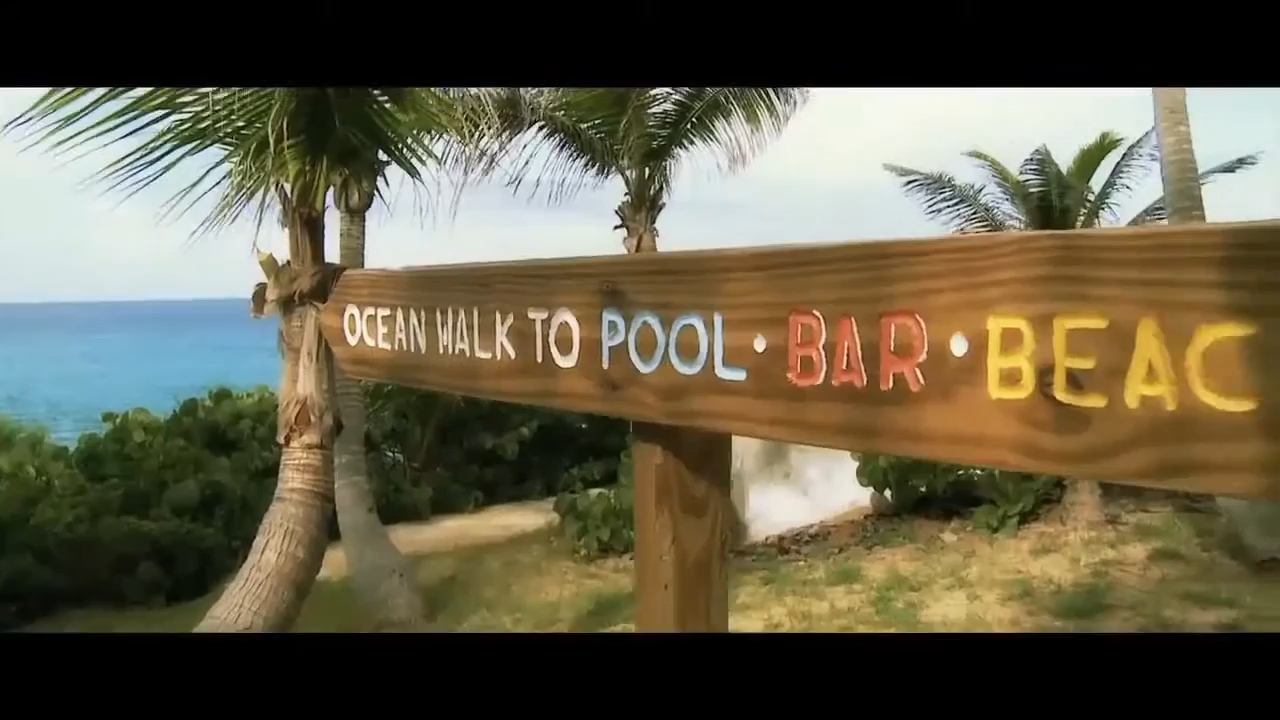 OCEAN WALK TO POOL • BAR • BEAC